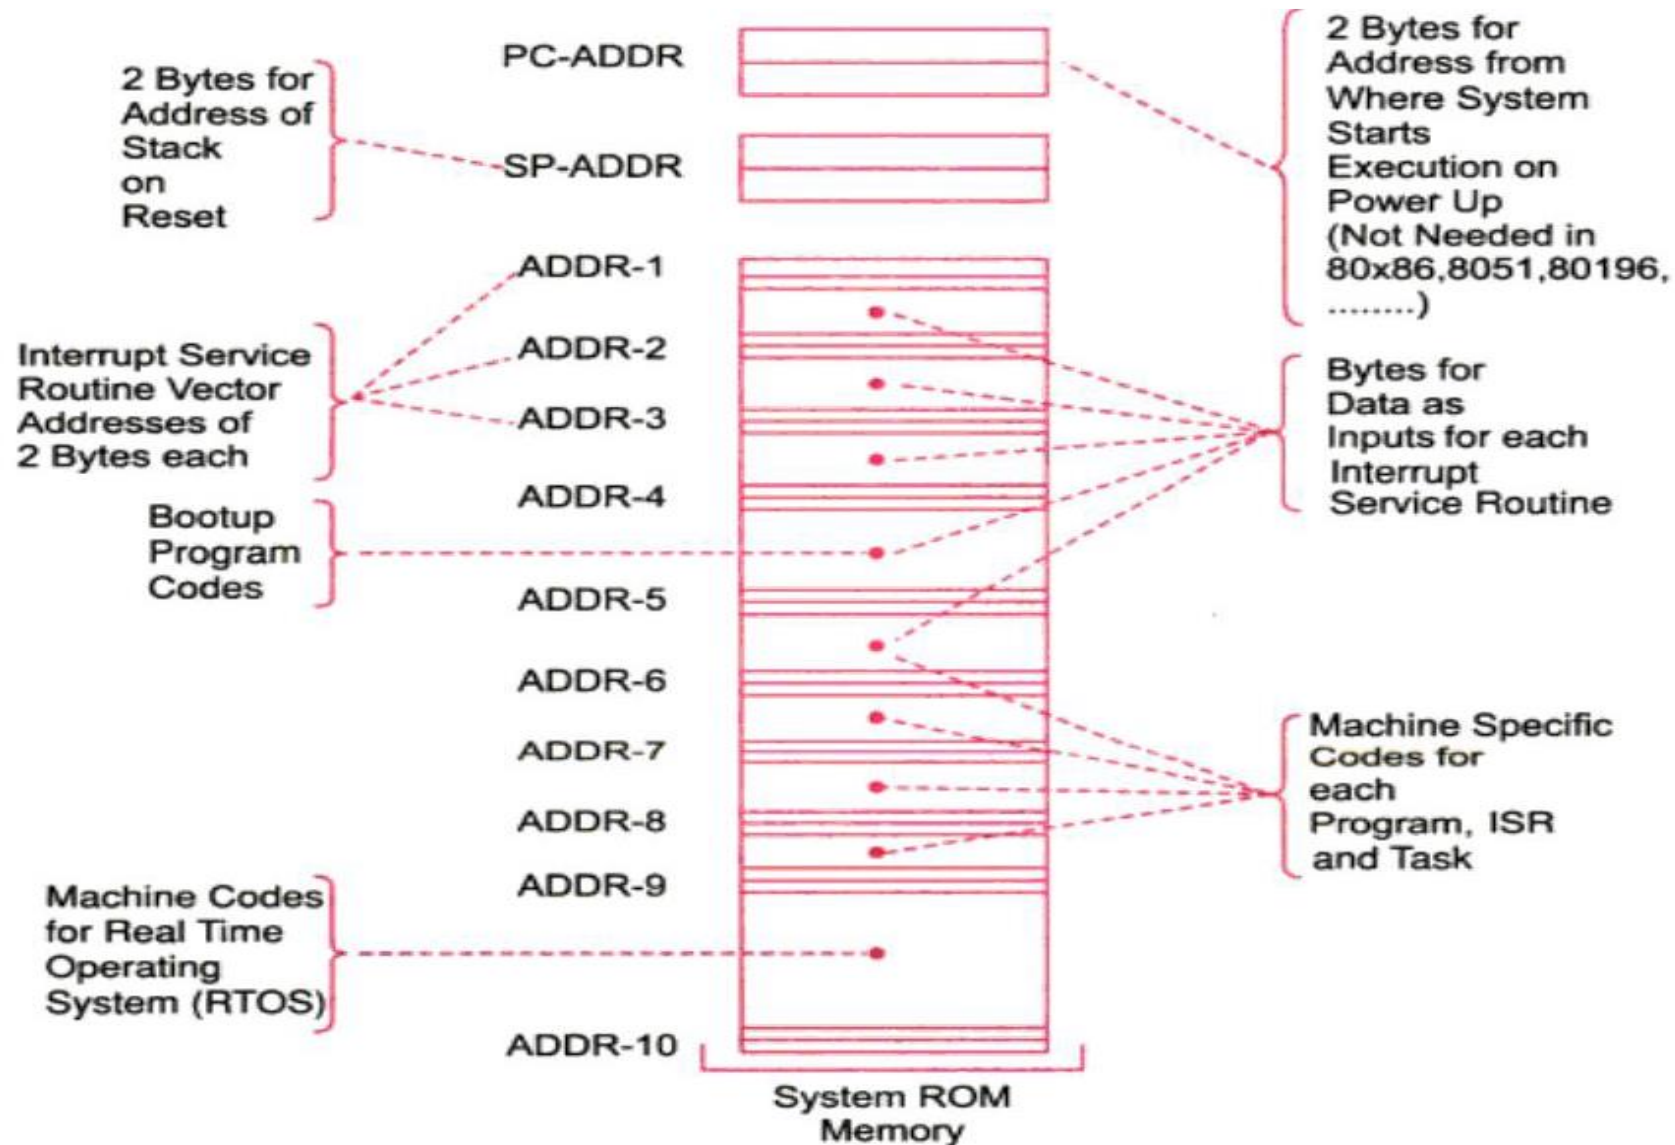 PC-ADDR
2 Bytes for
Address of
Stack
on
Reset
SP-ADDR
2 Bytes for
Address from
Where System
Starts
Execution on
Power Up
(Not Needed in
80x86,8051,80196,
........)
ADDR-1
ADDR-2
ADDR-3
Interrupt Service
Routine Vector
Addresses of
2 Bytes each
Bytes for
Data as
Inputs for each
Interrupt
Service Routine
ADDR-4
Bootup
Program
Codes
ADDR-5
ADDR-6
ADDR-7
ADDR-8
ADDR-9
Machine Specific
Codes for
each
Program, ISR
and Task
Machine Codes
for Real Time
Operating
System (RTOS)
ADDR-10
System ROM
Memory